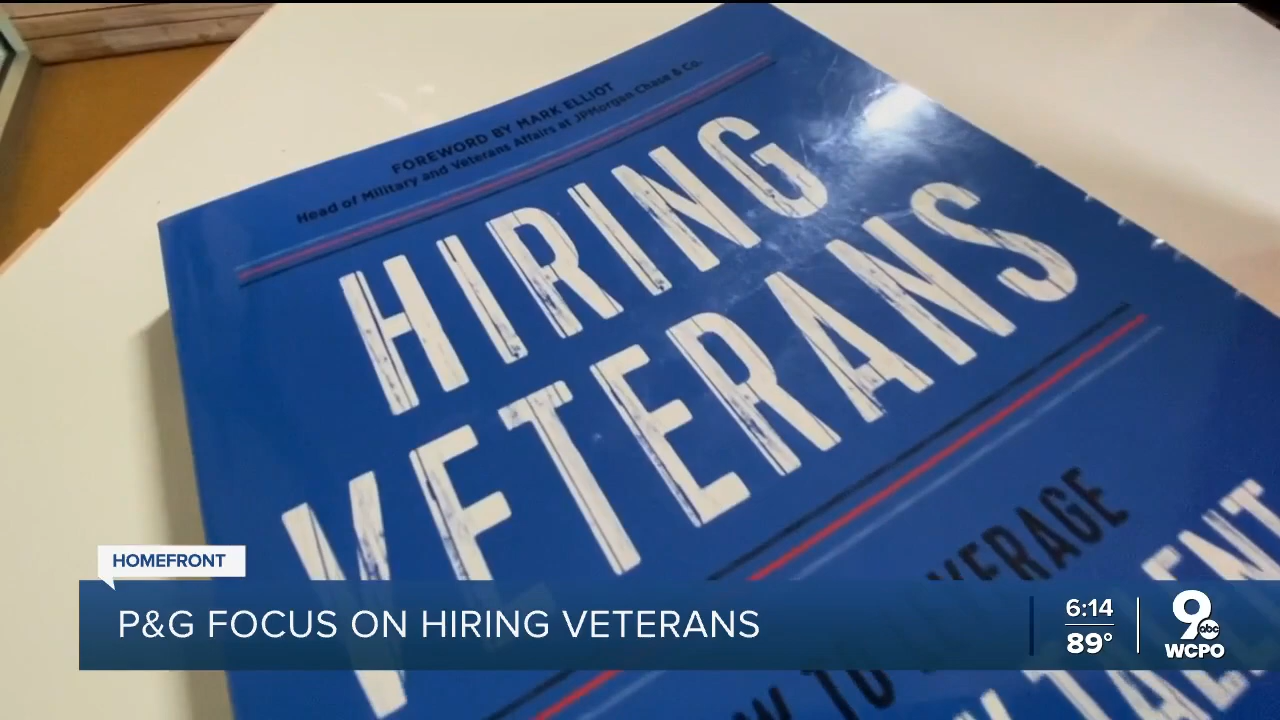 FOREWORD BY MARK ELLIOT
Head of Military and Veterans Affairs at JPMorgan Chase & Co.
HIRING
VETERANS
TO
HOMEFRONT
P&G FOCUS ON HIRING VETERANS
6:14
89°
9 abc
WCPO